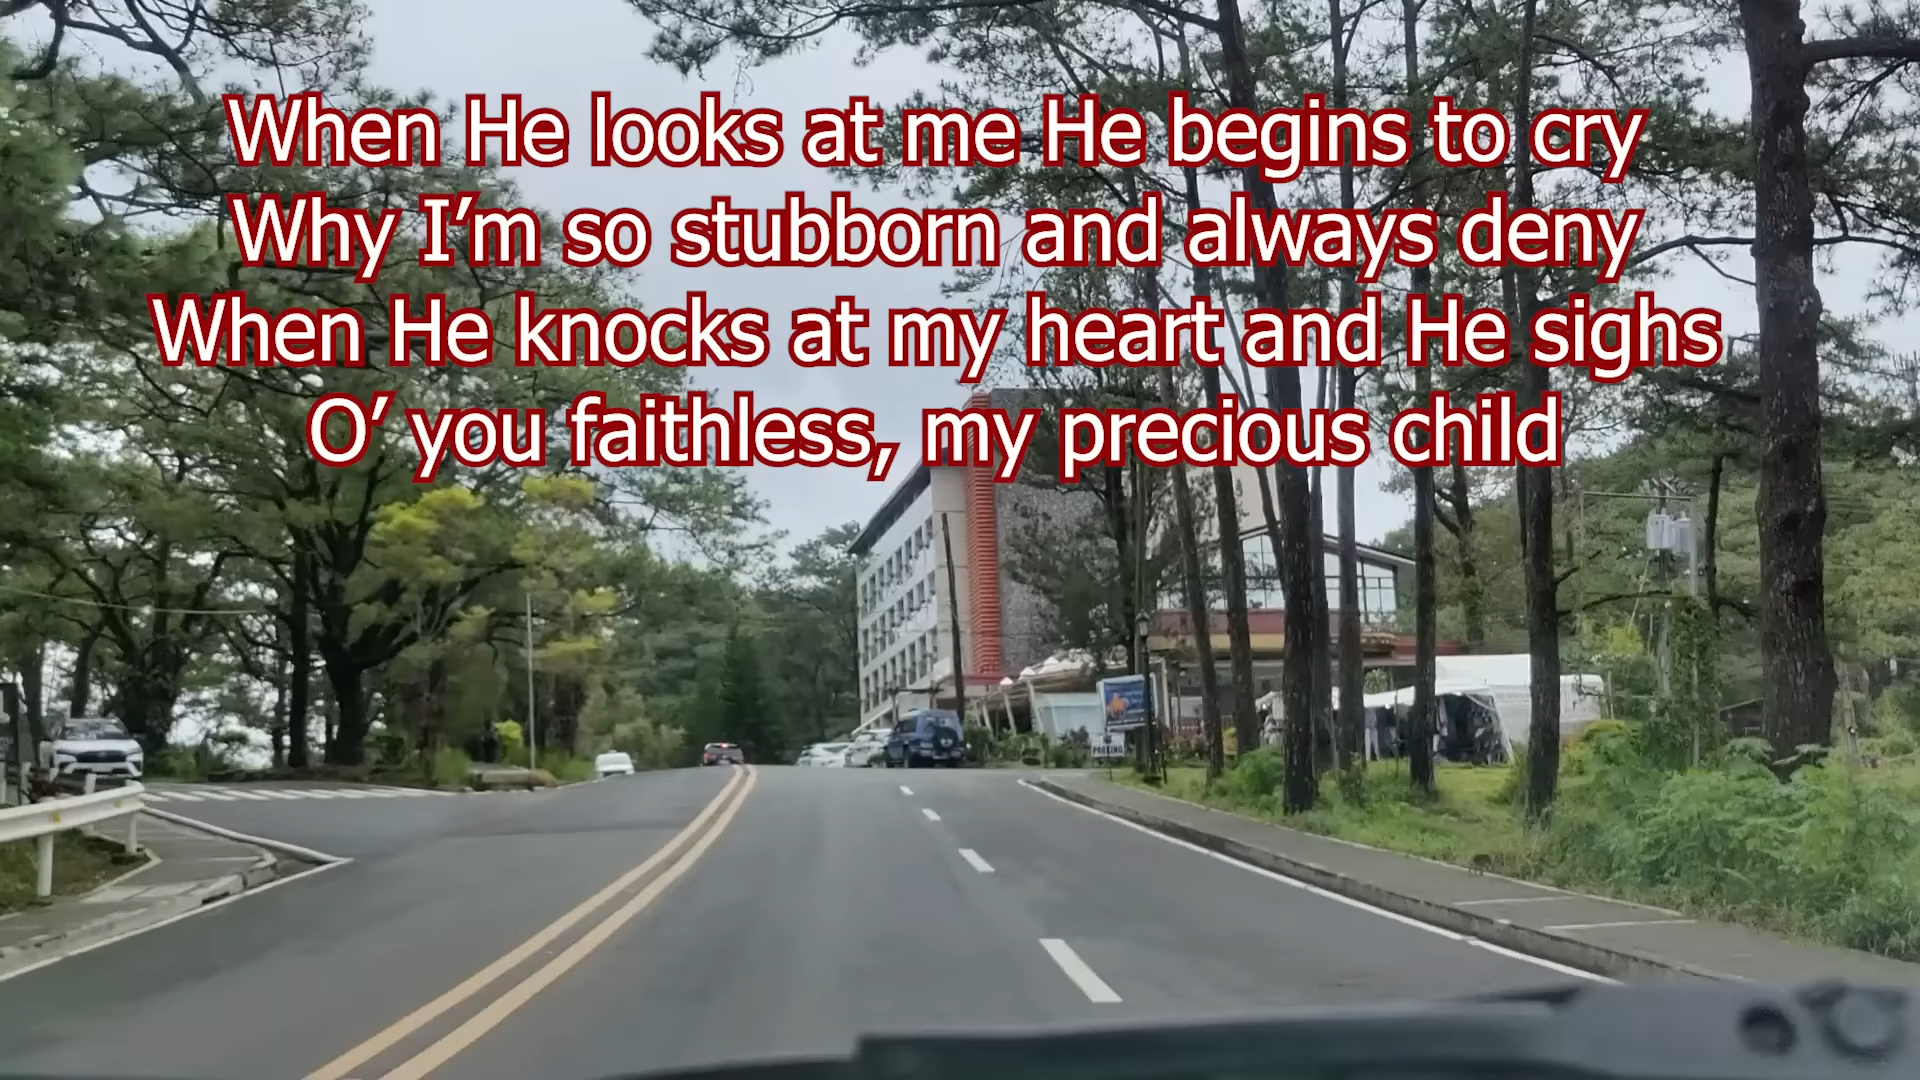 When He looks at me He begins to cry
Why I’m so stubborn and always deny
When He knocks at my heart and He sighs
O’ you faithless, my precious child
PARKING